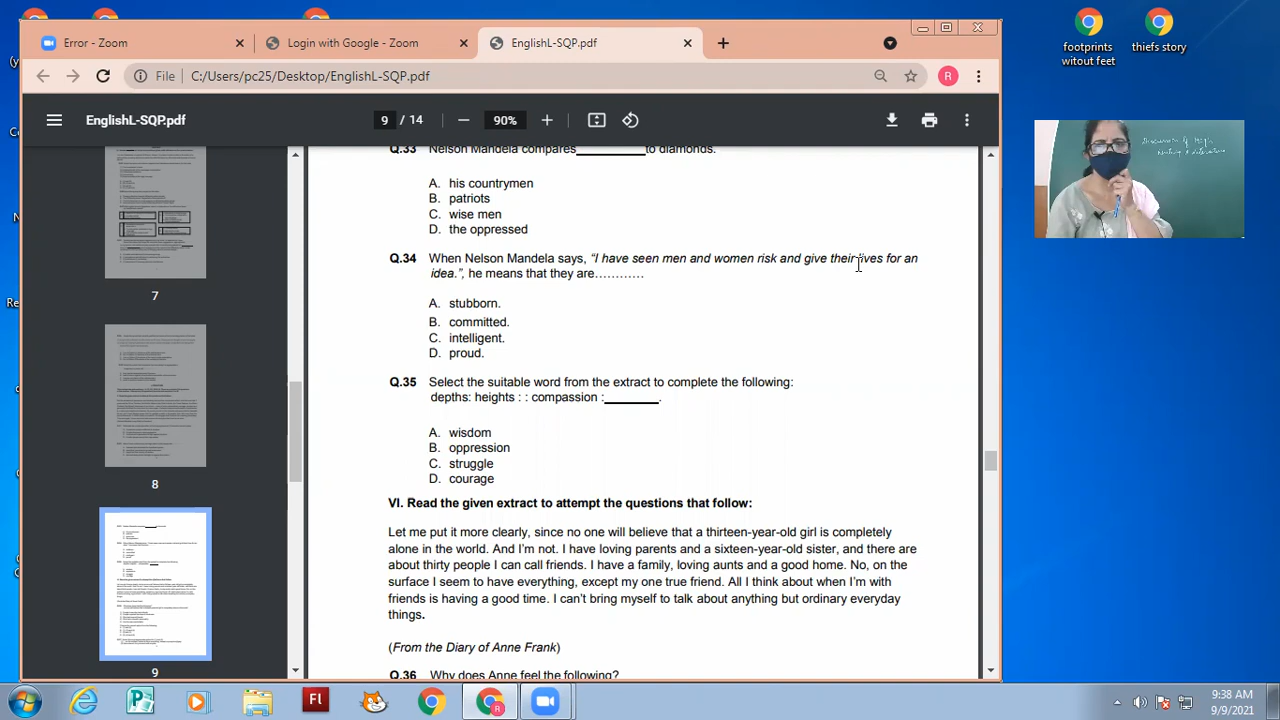 Error - Zoom
Login with Google - Zoom
EnglishL-SQP.pdf
File
C:/Users/pc25/Desktop/EnglishL-SQP.pdf
R
EnglishL-SQP.pdf
9 / 14
90%
7
8
9
Q.33 Nelson Mandela compares__________to diamonds.
A. his countrymen
B. patriots
C. wise men
D. the oppressed
Q.34 When Nelson Mandela says, “I have seen men and women risk and give their lives for an
idea.”, he means that they are…………
A. stubborn.
B. committed.
C. intelligent.
D. proud.
Q.35 Select the suitable word from the extract to complete the following:
depths: heights : : compassion :________.
A. wisdom
B. oppression
C. struggle
D. courage
VI. Read the given extract to attempt the questions that follow:
Let me put it more clearly, since no one will believe that a thirteen-year-old girl is completely
alone in the world. And I’m not. I have loving parents and a sixteen-year-old sister, and there are
about thirty people I can call friends. I have a family, loving aunts and a good home. No, on the
surface I seem to have everything, except my one true friend. All I think about when I’m with
friends is having a good time. I can’t bring myself to talk about anything but ordinary everyday
things.
(From the Diary of Anne Frank)
Q.36 Why does Anne feel the following?
footprints
witout feet
thiefs story
Discussion of
Writing & Literature
Fl
R
9:38 AM
9/9/2021